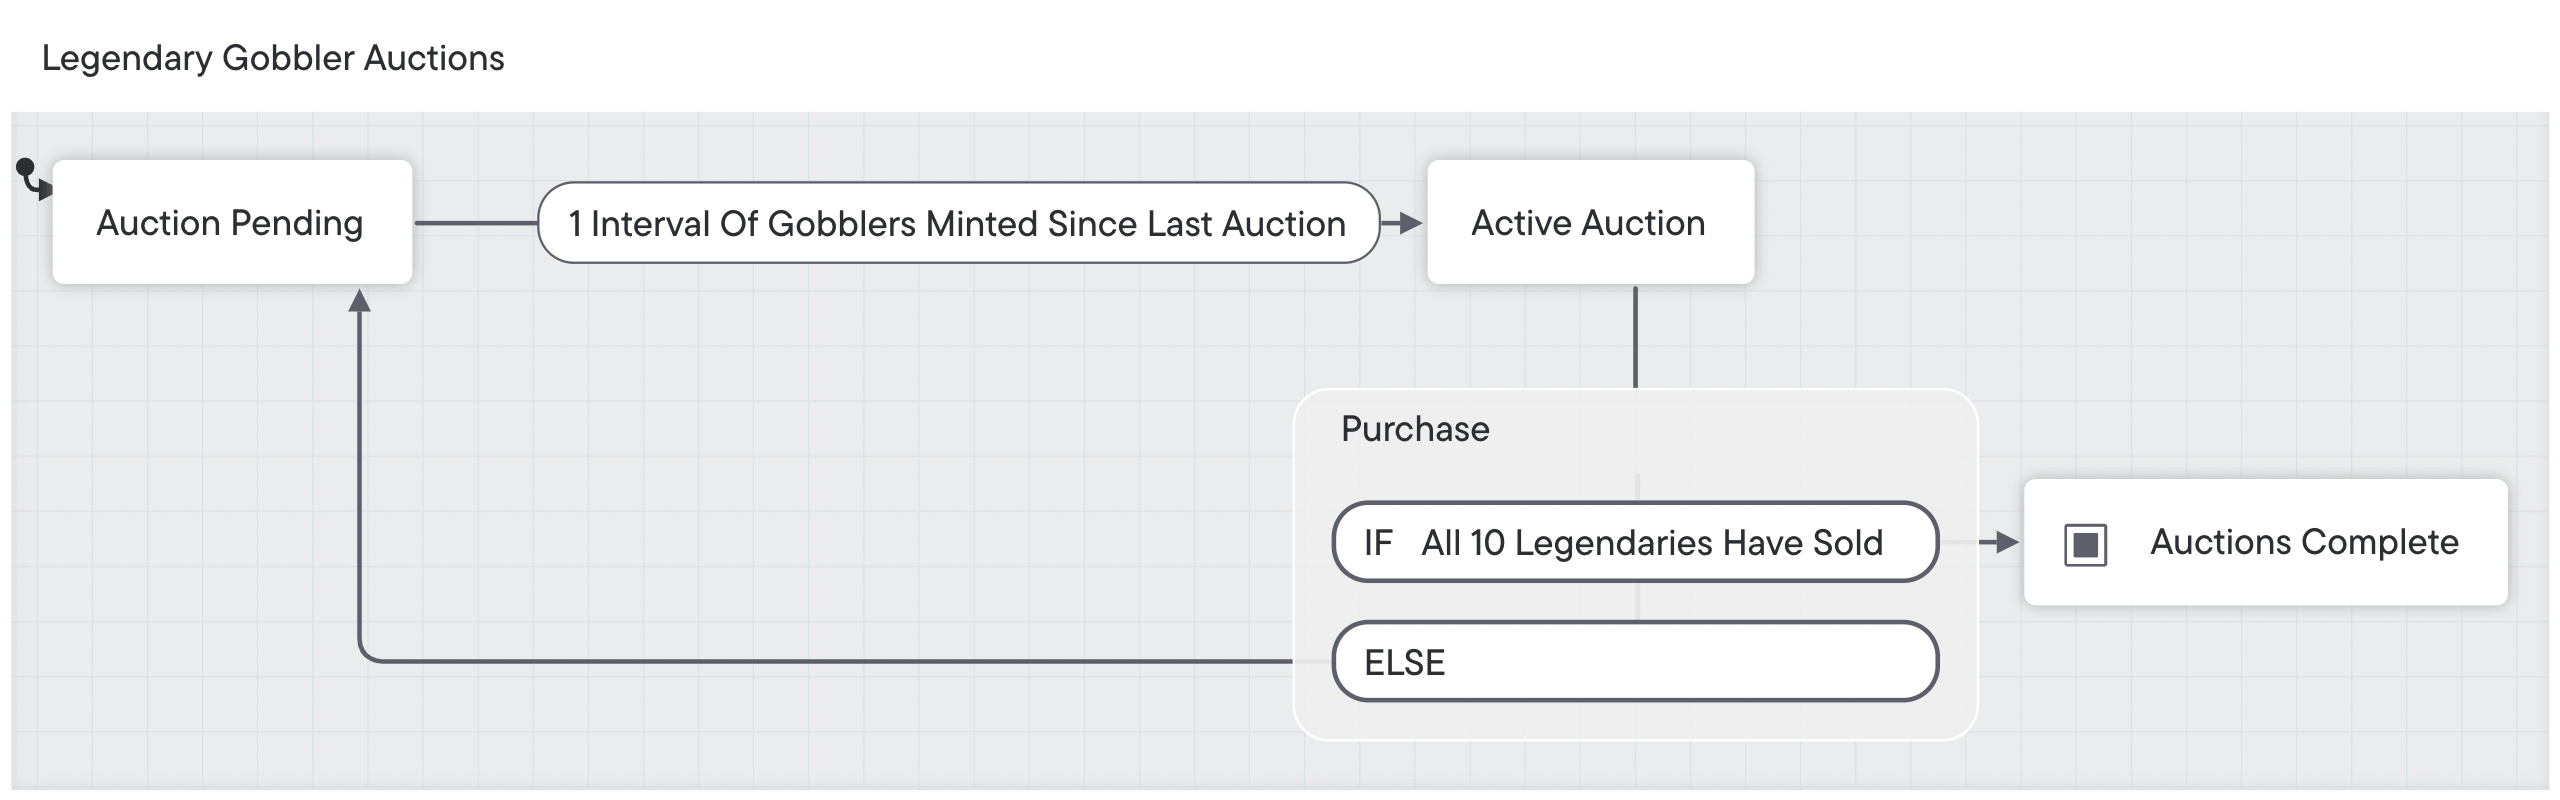 Legendary Gobbler Auctions
Auction Pending
1 Interval Of Gobblers Minted Since Last Auction
Active Auction
Purchase
IF All 10 Legendaries Have Sold
Auctions Complete
ELSE